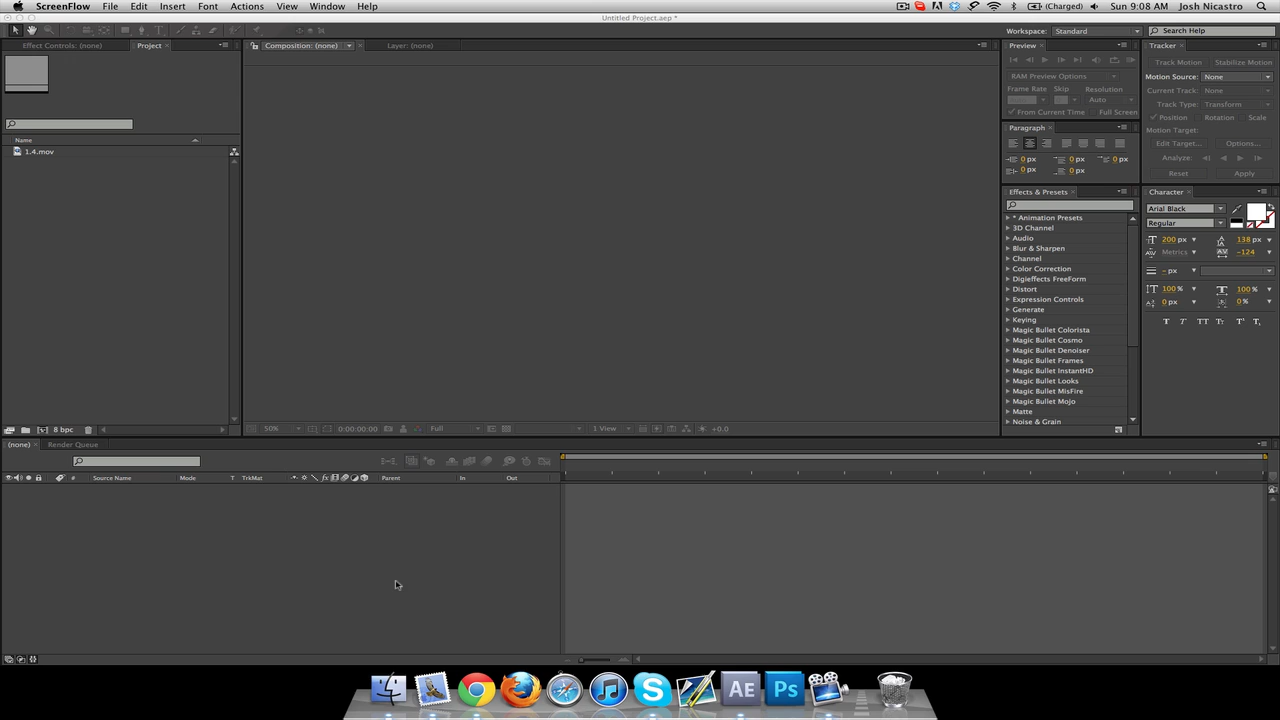 ScreenFlow File Edit Insert Font Actions View Window Help (Charged) Sun 9:08 AM Josh Nicastro
Untitled Project.aep *
Workspace: Standard Search Help
Effect Controls: (none) Project Composition: (none) Layer: (none) Preview Tracker
Track Motion Stabilize Motion
RAM Preview Options Motion Source: None
Frame Rate Skip Resolution Current Track: None
Auto Track Type: Transform
From Current Time Full Screen Position Rotation Scale
Paragraph Motion Target:
Edit Target... Options...
0 px 0 px 0 px Analyze:
0 px 0 px Reset Apply
Name
1.4.mov
Effects & Presets Character
Arial Black
* Animation Presets Regular
3D Channel
Audio 200 px 138 px
Blur & Sharpen Metrics -124
Channel
Color Correction - px
Digieffects FreeForm
Distort 100 % 100 %
Expression Controls 0 px 0 %
Generate
Keying T T TT Tr T¹ T₁
Magic Bullet Colorista
Magic Bullet Cosmo
Magic Bullet Denoiser
Magic Bullet Frames
Magic Bullet InstantHD
Magic Bullet Looks
Magic Bullet MisFire
Magic Bullet Mojo
Matte
Noise & Grain
8 bpc 50% 0:00:00:00 Full 1 View +0.0
(none) Render Queue
# Source Name Mode T TrkMat fx Parent In Out
AE Ps